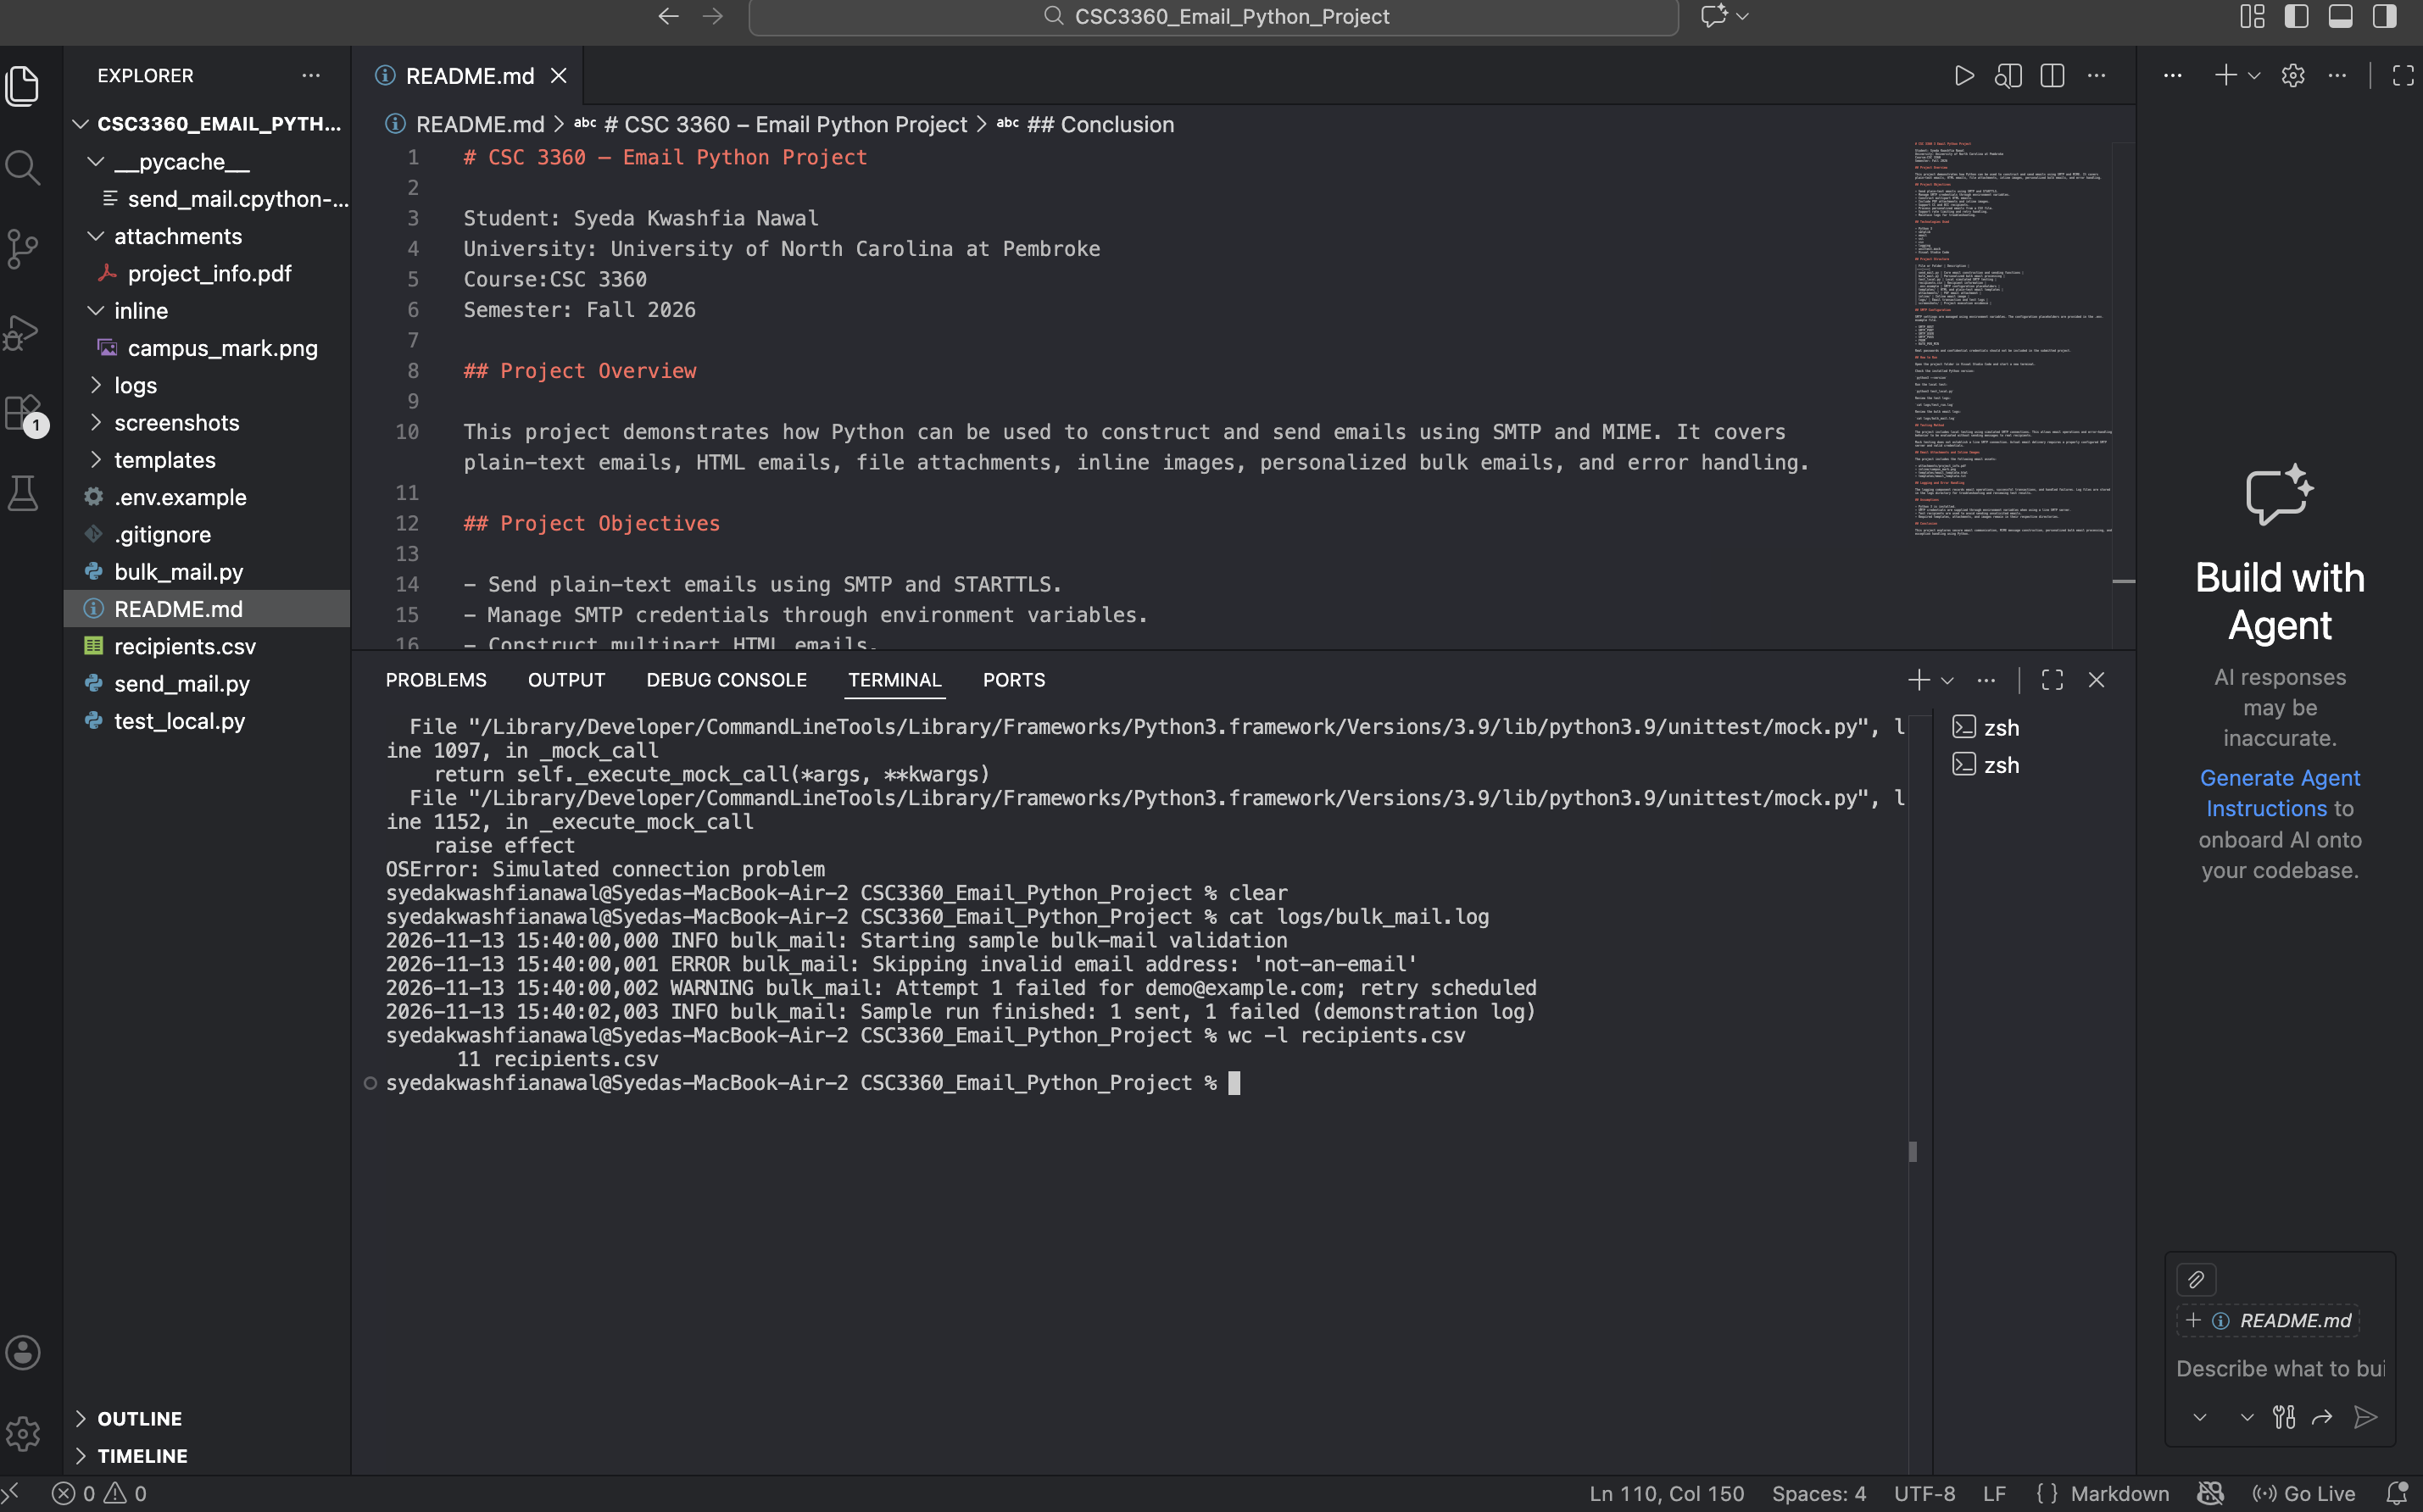 CSC3360_Email_Python_Project
EXPLORER
CSC3360_EMAIL_PYTH...
__pycache__
send_mail.cpython-...
attachments
project_info.pdf
inline
campus_mark.png
logs
screenshots
templates
.env.example
.gitignore
bulk_mail.py
README.md
recipients.csv
send_mail.py
test_local.py
OUTLINE
TIMELINE
1
README.md
README.md > abc # CSC 3360 – Email Python Project > abc ## Conclusion
1 # CSC 3360 – Email Python Project
2
3 Student: Syeda Kwashfia Nawal
4 University: University of North Carolina at Pembroke
5 Course:CSC 3360
6 Semester: Fall 2026
7
8 ## Project Overview
9
10 This project demonstrates how Python can be used to construct and send emails using SMTP and MIME. It covers
plain-text emails, HTML emails, file attachments, inline images, personalized bulk emails, and error handling.
11
12 ## Project Objectives
13
14 - Send plain-text emails using SMTP and STARTTLS.
15 - Manage SMTP credentials through environment variables.
16 - Construct multipart HTML emails.
PROBLEMS OUTPUT DEBUG CONSOLE TERMINAL PORTS
File "/Library/Developer/CommandLineTools/Library/Frameworks/Python3.framework/Versions/3.9/lib/python3.9/unittest/mock.py", l
ine 1097, in _mock_call
return self._execute_mock_call(*args, **kwargs)
File "/Library/Developer/CommandLineTools/Library/Frameworks/Python3.framework/Versions/3.9/lib/python3.9/unittest/mock.py", l
ine 1152, in _execute_mock_call
raise effect
OSError: Simulated connection problem
syedakwashfianawal@Syedas-MacBook-Air-2 CSC3360_Email_Python_Project % clear
syedakwashfianawal@Syedas-MacBook-Air-2 CSC3360_Email_Python_Project % cat logs/bulk_mail.log
2026-11-13 15:40:00,000 INFO bulk_mail: Starting sample bulk-mail validation
2026-11-13 15:40:00,001 ERROR bulk_mail: Skipping invalid email address: 'not-an-email'
2026-11-13 15:40:00,002 WARNING bulk_mail: Attempt 1 failed for demo@example.com; retry scheduled
2026-11-13 15:40:02,003 INFO bulk_mail: Sample run finished: 1 sent, 1 failed (demonstration log)
syedakwashfianawal@Syedas-MacBook-Air-2 CSC3360_Email_Python_Project % wc -l recipients.csv
11 recipients.csv
syedakwashfianawal@Syedas-MacBook-Air-2 CSC3360_Email_Python_Project %
zsh
zsh
Build with
Agent
AI responses
may be
inaccurate.
Generate Agent
Instructions to
onboard AI onto
your codebase.
README.md
Describe what to bui
0 0
Ln 110, Col 150 Spaces: 4 UTF-8 LF { } Markdown Go Live